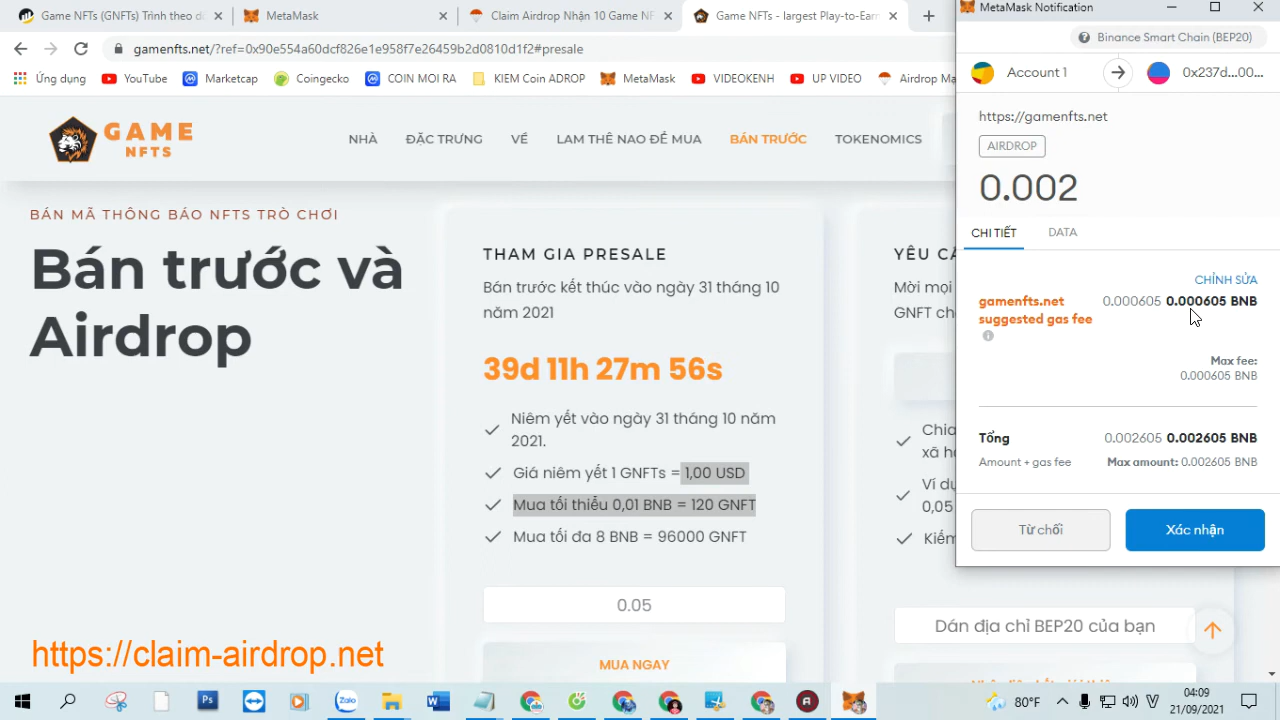 Game NFTs (GNFTs) Trình theo dõ
MetaMask
Claim Airdrop Nhận 10 Game NF
Game NFTs - largest Play-to-Earn
MetaMask Notification
gamenfts.net/?ref=0x90e554a60dcf826e1e958f7e26459b2d0810d1f2#presale
Binance Smart Chain (BEP20)
Ứng dụng
YouTube
Marketcap
Coingecko
COIN MOI RA
KIEM Coin ADROP
MetaMask
VIDEOKENH
UP VIDEO
Airdrop Mạ
Account 1
0x237d...00...
GAME
NFTS
NHÀ
ĐẶC TRƯNG
VỀ
LAM THẾ NAO ĐỂ MUA
BÁN TRƯỚC
TOKENOMICS
https://gamenfts.net
AIRDROP
0.002
CHI TIẾT
DATA
CHỈNH SỬA
gamenfts.net
suggested gas fee
0.000605 0.000605 BNB
Max fee:
0.000605 BNB
Tổng
0.002605 0.002605 BNB
Amount + gas fee
Max amount: 0.002605 BNB
Từ chối
Xác nhận
BÁN MÃ THÔNG BÁO NFTS TRÒ CHƠI
Bán trước và
Airdrop
THAM GIA PRESALE
Bán trước kết thúc vào ngày 31 tháng 10
năm 2021
39d 11h 27m 56s
Niêm yết vào ngày 31 tháng 10 năm
2021.
Giá niêm yết 1 GNFTs = 1,00 USD
Mua tối thiểu 0,01 BNB = 120 GNFT
Mua tối đa 8 BNB = 96000 GNFT
0.05
MUA NGAY
YÊU CẦ
Mời mọi
GNFT ch
Chia
xã h
Ví dụ
0,05
Kiếm
Dán địa chỉ BEP20 của bạn
https://claim-airdrop.net
80°F
04:09
21/09/2021